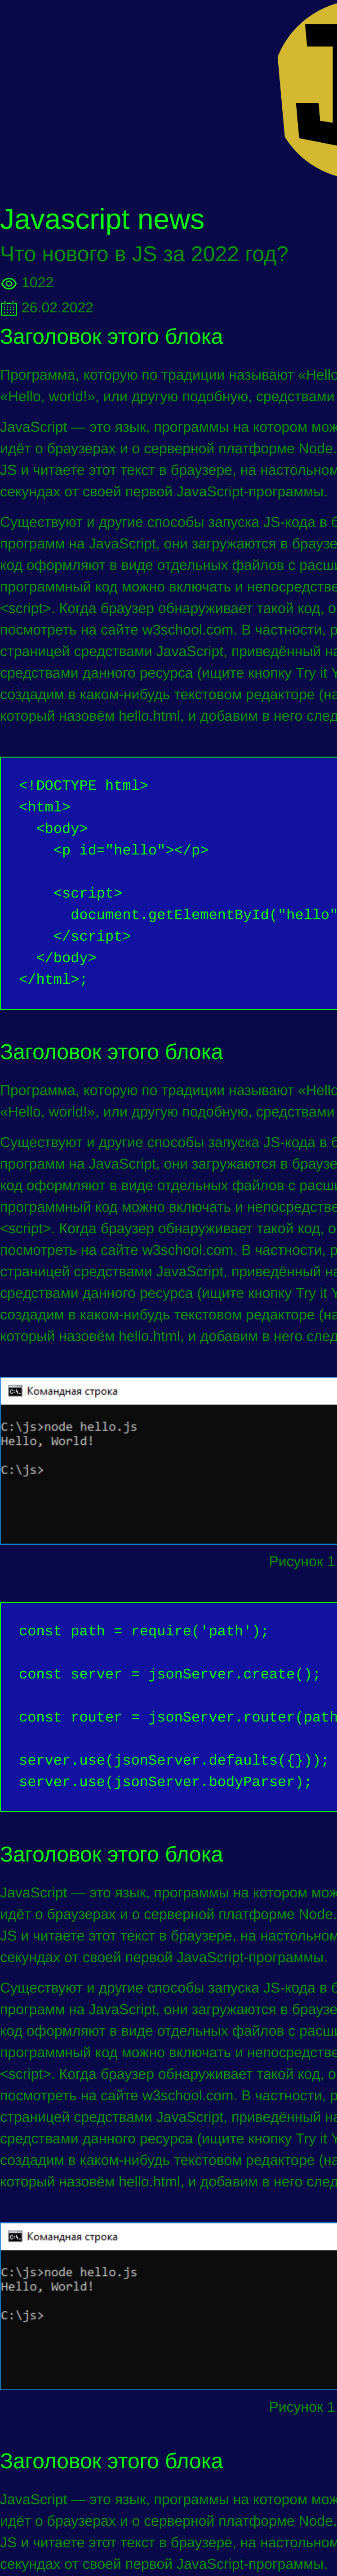 Javascript news
Что нового в JS за 2022 год?
1022
26.02.2022
Заголовок этого блока
Программа, которую по традиции называют «Hello
«Hello, world!», или другую подобную, средствами
JavaScript — это язык, программы на котором мож
идёт о браузерах и о серверной платформе Node.
JS и читаете этот текст в браузере, на настольном
секундах от своей первой JavaScript-программы.
Существуют и другие способы запуска JS-кода в б
программ на JavaScript, они загружаются в браузе
код оформляют в виде отдельных файлов с расши
программный код можно включать и непосредстве
<script>. Когда браузер обнаруживает такой код, о
посмотреть на сайте w3school.com. В частности, р
страницей средствами JavaScript, приведённый на
средствами данного ресурса (ищите кнопку Try it Y
создадим в каком-нибудь текстовом редакторе (на
который назовём hello.html, и добавим в него след
<!DOCTYPE html>
<html>
<body>
<p id="hello"></p>
<script>
document.getElementById("hello"
</script>
</body>
</html>;
Заголовок этого блока
Программа, которую по традиции называют «Hello
«Hello, world!», или другую подобную, средствами
Существуют и другие способы запуска JS-кода в б
программ на JavaScript, они загружаются в браузе
код оформляют в виде отдельных файлов с расши
программный код можно включать и непосредстве
<script>. Когда браузер обнаруживает такой код, о
посмотреть на сайте w3school.com. В частности, р
страницей средствами JavaScript, приведённый на
средствами данного ресурса (ищите кнопку Try it Y
создадим в каком-нибудь текстовом редакторе (на
который назовём hello.html, и добавим в него след
Командная строка
C:\js>node hello.js
Hello, World!
C:\js>
Рисунок 1
const path = require('path');
const server = jsonServer.create();
const router = jsonServer.router(path
server.use(jsonServer.defaults({}));
server.use(jsonServer.bodyParser);
Заголовок этого блока
JavaScript — это язык, программы на котором мож
идёт о браузерах и о серверной платформе Node.
JS и читаете этот текст в браузере, на настольном
секундах от своей первой JavaScript-программы.
Существуют и другие способы запуска JS-кода в б
программ на JavaScript, они загружаются в браузе
код оформляют в виде отдельных файлов с расши
программный код можно включать и непосредстве
<script>. Когда браузер обнаруживает такой код, о
посмотреть на сайте w3school.com. В частности, р
страницей средствами JavaScript, приведённый на
средствами данного ресурса (ищите кнопку Try it Y
создадим в каком-нибудь текстовом редакторе (на
который назовём hello.html, и добавим в него след
Командная строка
C:\js>node hello.js
Hello, World!
C:\js>
Рисунок 1
Заголовок этого блока
JavaScript — это язык, программы на котором мож
идёт о браузерах и о серверной платформе Node.
JS и читаете этот текст в браузере, на настольном
секундах от своей первой JavaScript-программы.